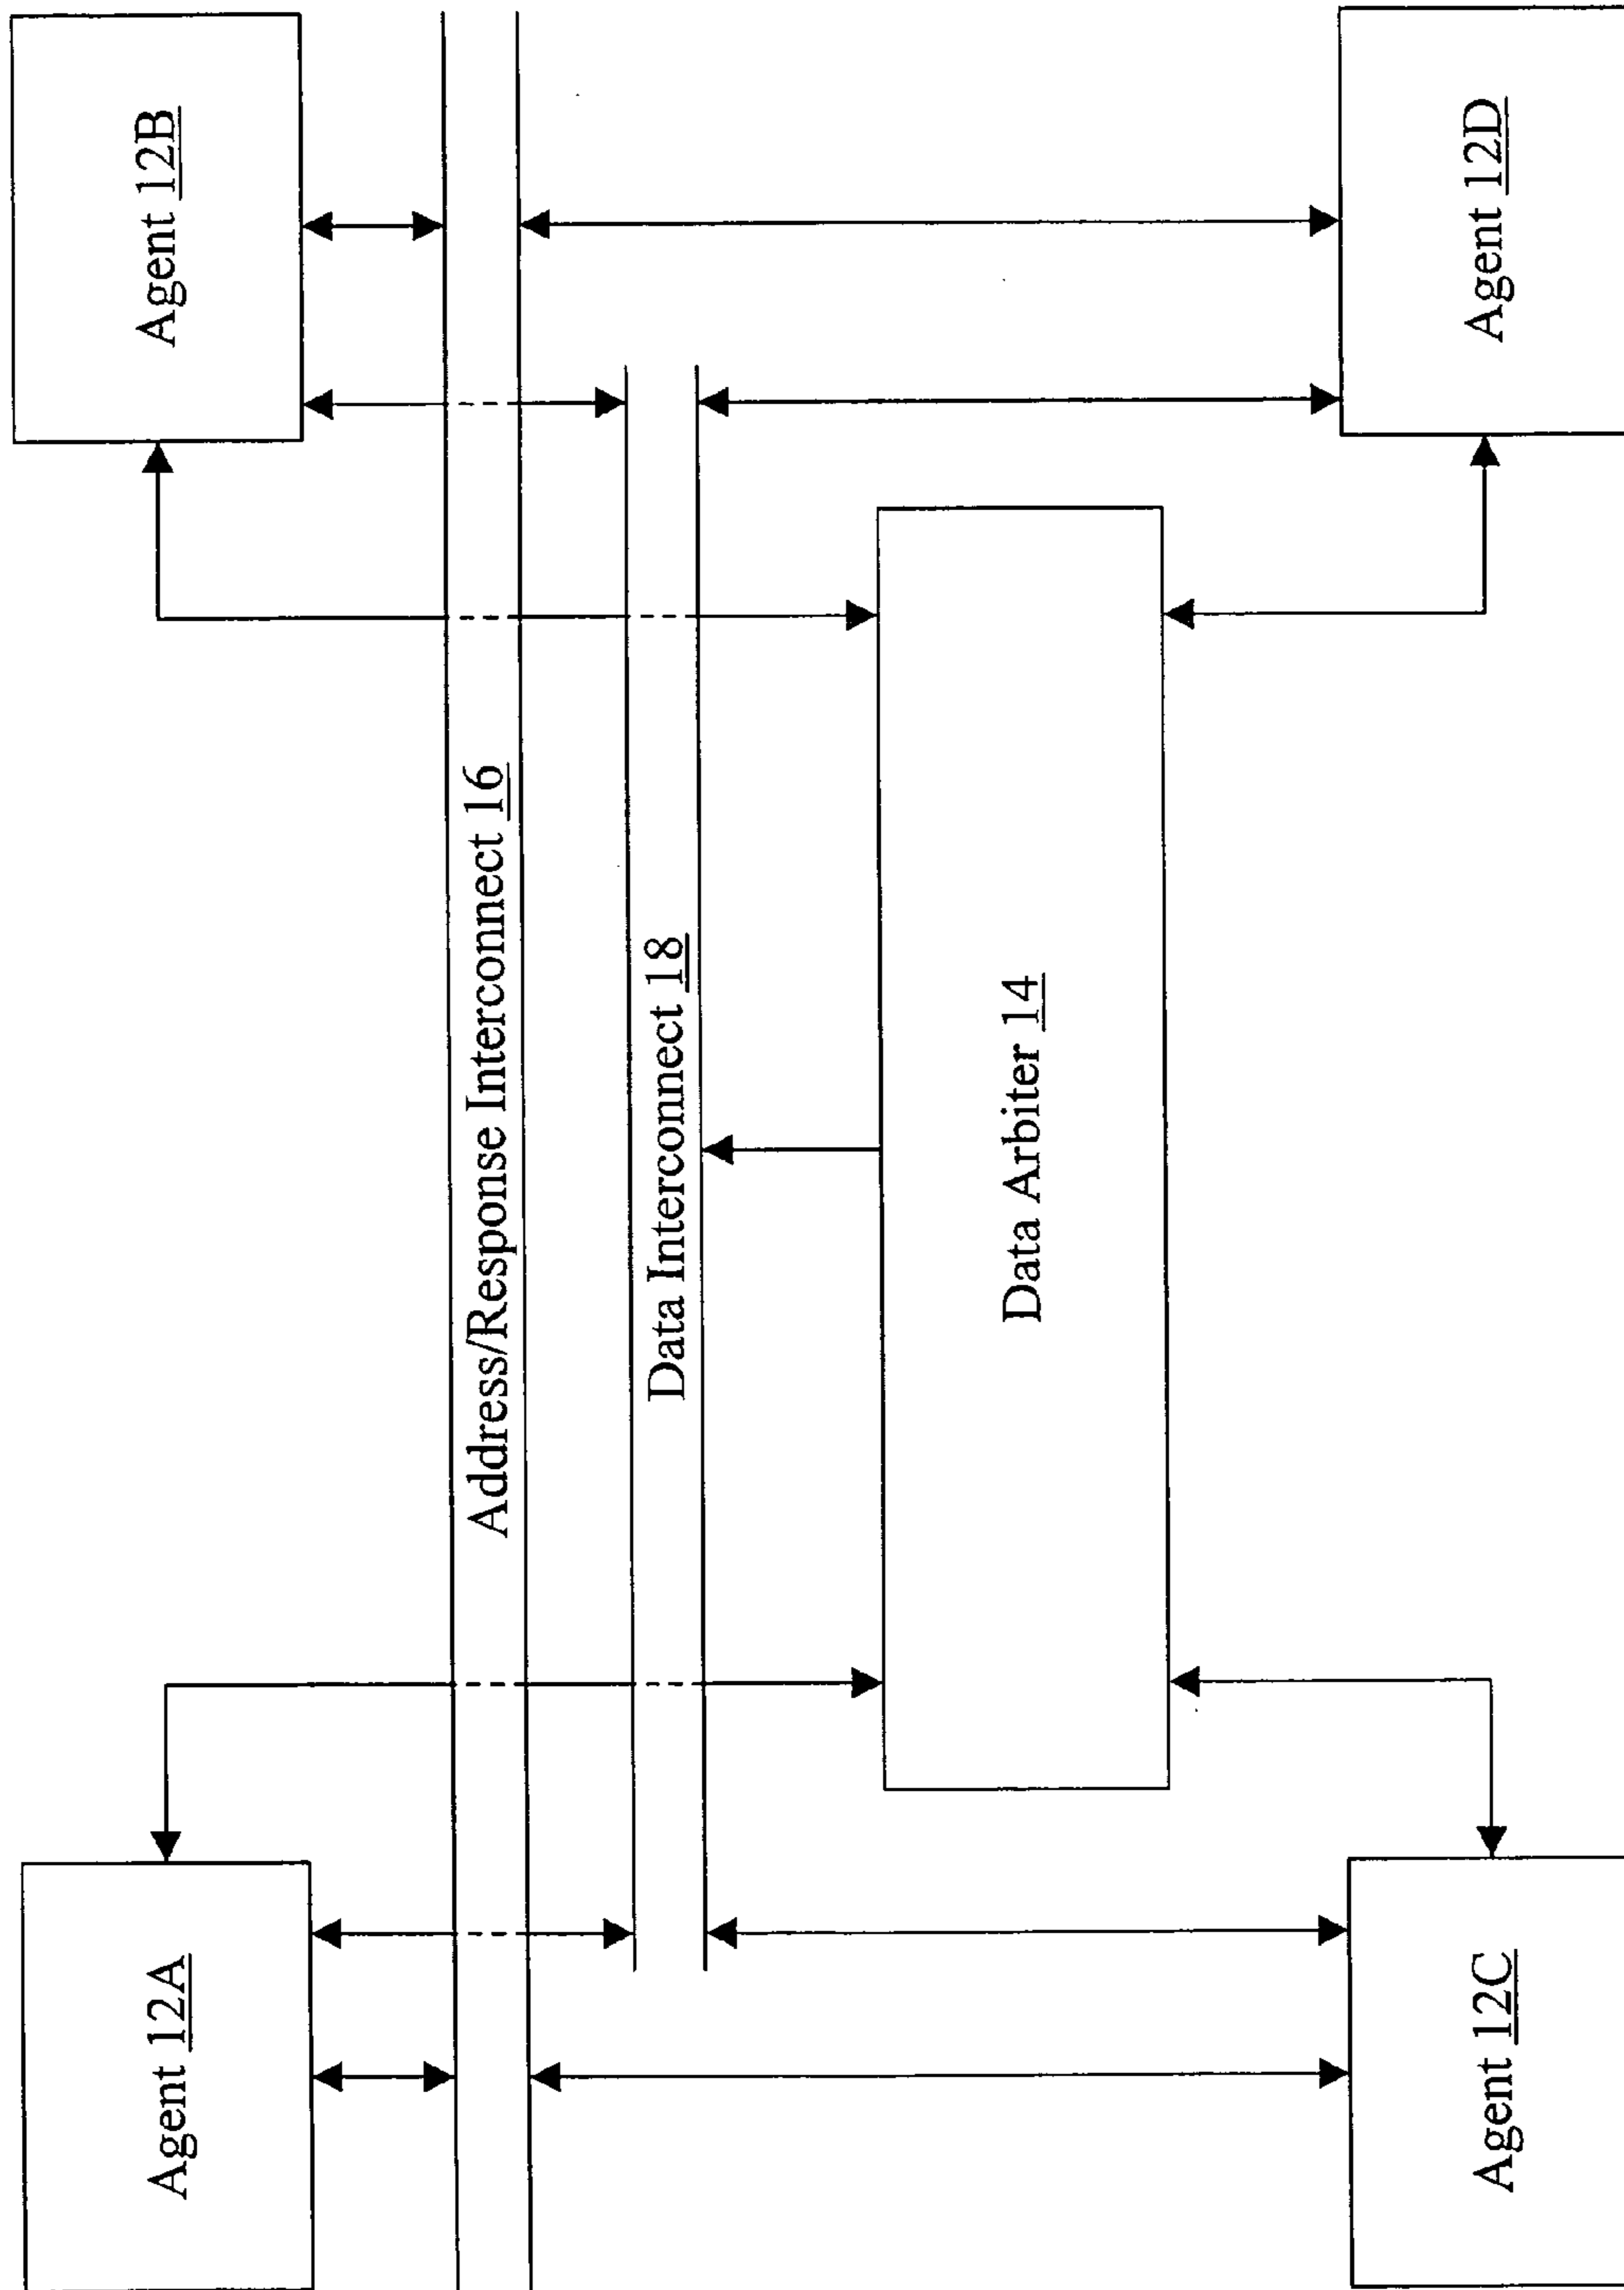 Agent 12A
Agent 12B
Address/Response Interconnect 16
Data Interconnect 18
Data Arbiter 14
Agent 12C
Agent 12D